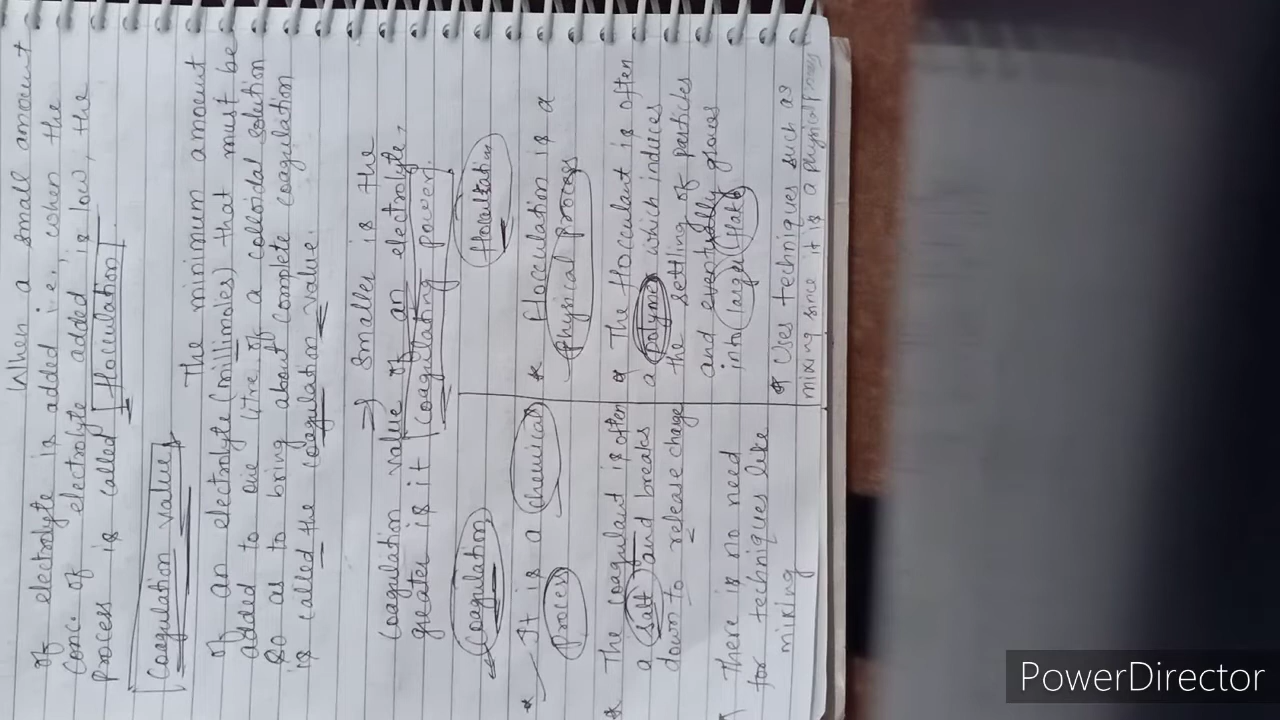 When a small amount
of electrolyte is added i.e., when the
conc of electrolyte added is low, the
process is called flocculation.
Coagulation value
The minimum amount
of an electrolyte (millimoles) that must be
added to one litre of a colloidal solution
so as to bring about complete coagulation
is called the coagulation value.
=> Smaller is the
coagulation value of an electrolyte,
greater is it coagulating power.
Coagulation
* It is a chemical
process
* The coagulant is often
a salt and breaks
down to release charge
* There is no need
for techniques like
mixing
flocultation
* flocculation is a
physical process
* The flocculant is often
a polymer which induces
the settling of particles
and eventually grows
into large flakes
* Uses techniques such as
mixing since it is a physical process
PowerDirector